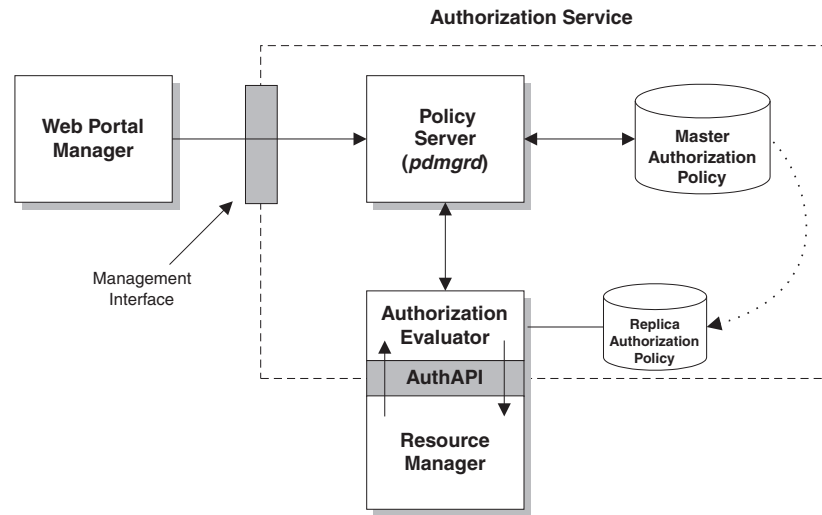 Authorization Service
Web Portal
Manager
Policy
Server
(pdmgrd)
Master
Authorization
Policy
Management
Interface
Authorization
Evaluator
Replica
Authorization
Policy
AuthAPI
Resource
Manager